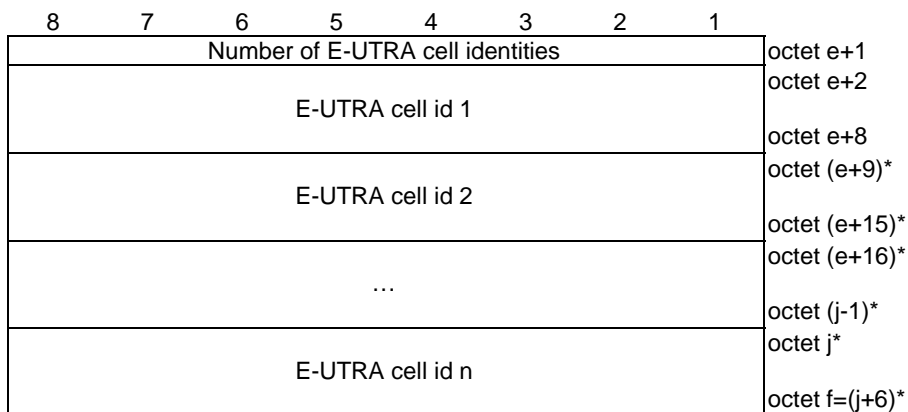 8 7 6 5 4 3 2 1
Number of E-UTRA cell identities octet e+1
octet e+2
E-UTRA cell id 1
octet e+8
octet (e+9)*
E-UTRA cell id 2
octet (e+15)*
octet (e+16)*
…
octet (j-1)*
octet j*
E-UTRA cell id n
octet f=(j+6)*